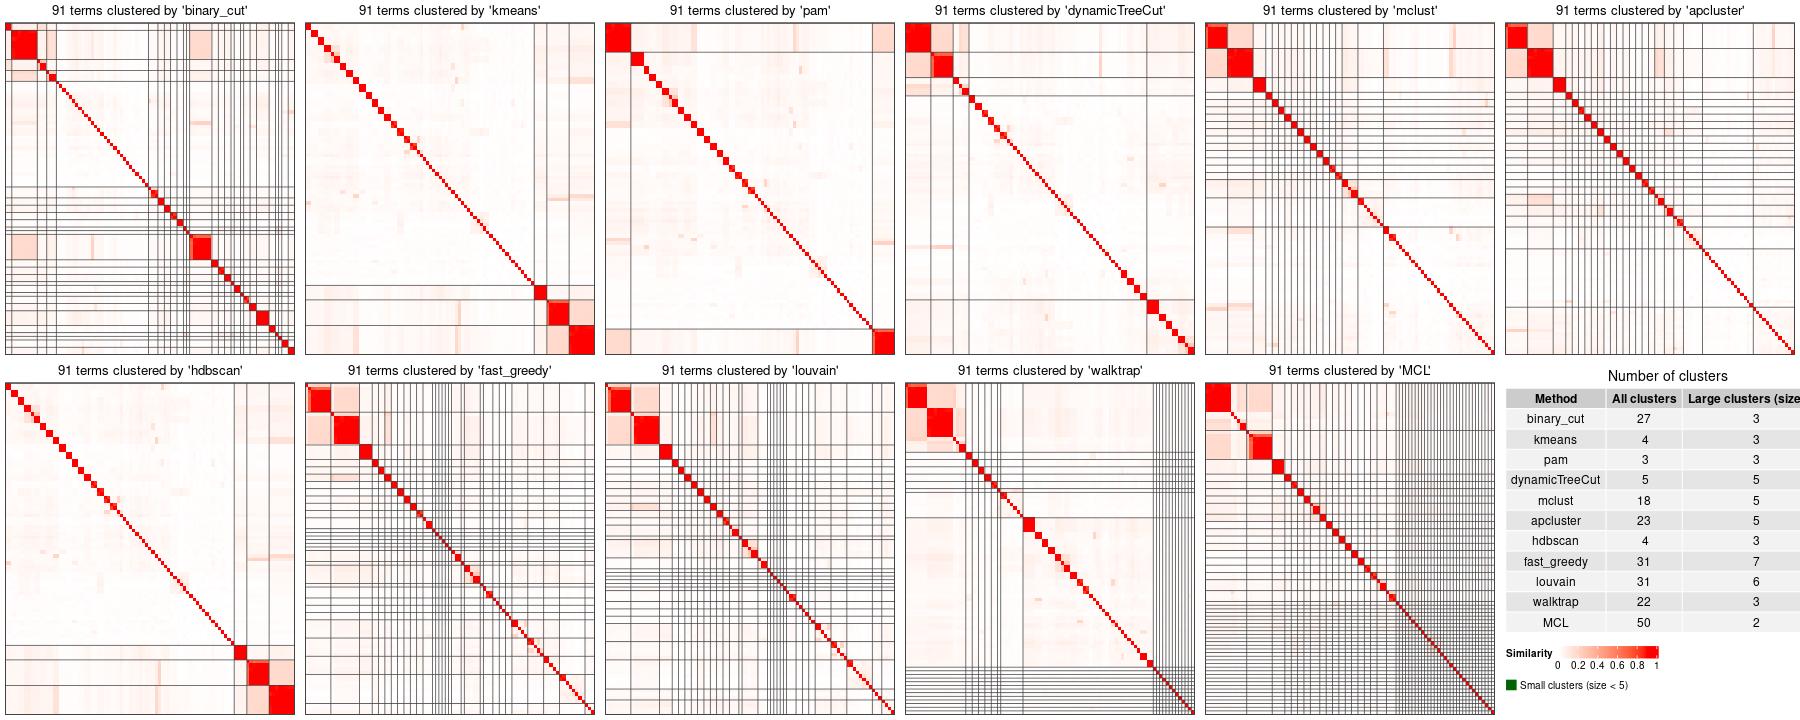 91 terms clustered by 'binary_cut'
91 terms clustered by 'kmeans'
91 terms clustered by 'pam'
91 terms clustered by 'dynamicTreeCut'
91 terms clustered by 'mclust'
91 terms clustered by 'apcluster'
91 terms clustered by 'hdbscan'
91 terms clustered by 'fast_greedy'
91 terms clustered by 'louvain'
91 terms clustered by 'walktrap'
91 terms clustered by 'MCL'
Number of clusters
Method All clusters Large clusters (size
binary_cut 27 3
kmeans 4 3
pam 3 3
dynamicTreeCut 5 5
mclust 18 5
apcluster 23 5
hdbscan 4 3
fast_greedy 31 7
louvain 31 6
walktrap 22 3
MCL 50 2
Similarity 0 0.2 0.4 0.6 0.8 1
Small clusters (size < 5)